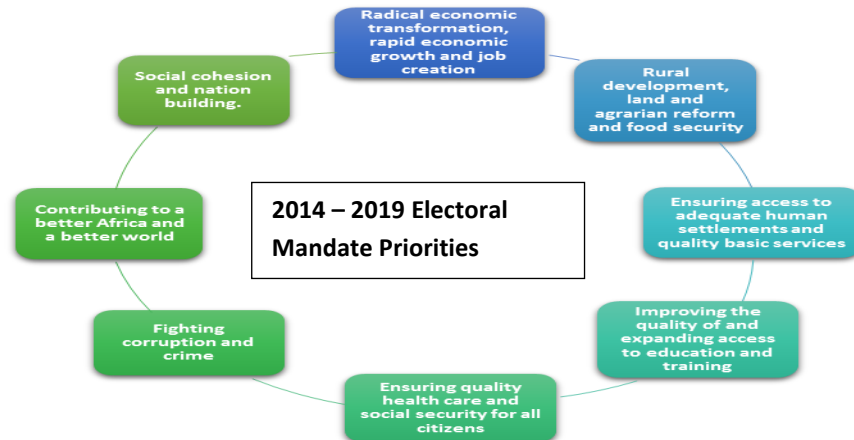 Radical economic
transformation,
rapid economic
growth and job
creation
Rural
development,
land and
agrarian reform
and food security
Ensuring access to
adequate human
settlements and
quality basic services
Improving the
quality of and
expanding access
to education and
training
Ensuring quality
health care and
social security for all
citizens
Fighting
corruption and
crime
Contributing to a
better Africa and
a better world
Social cohesion
and nation
building.
2014 – 2019 Electoral
Mandate Priorities